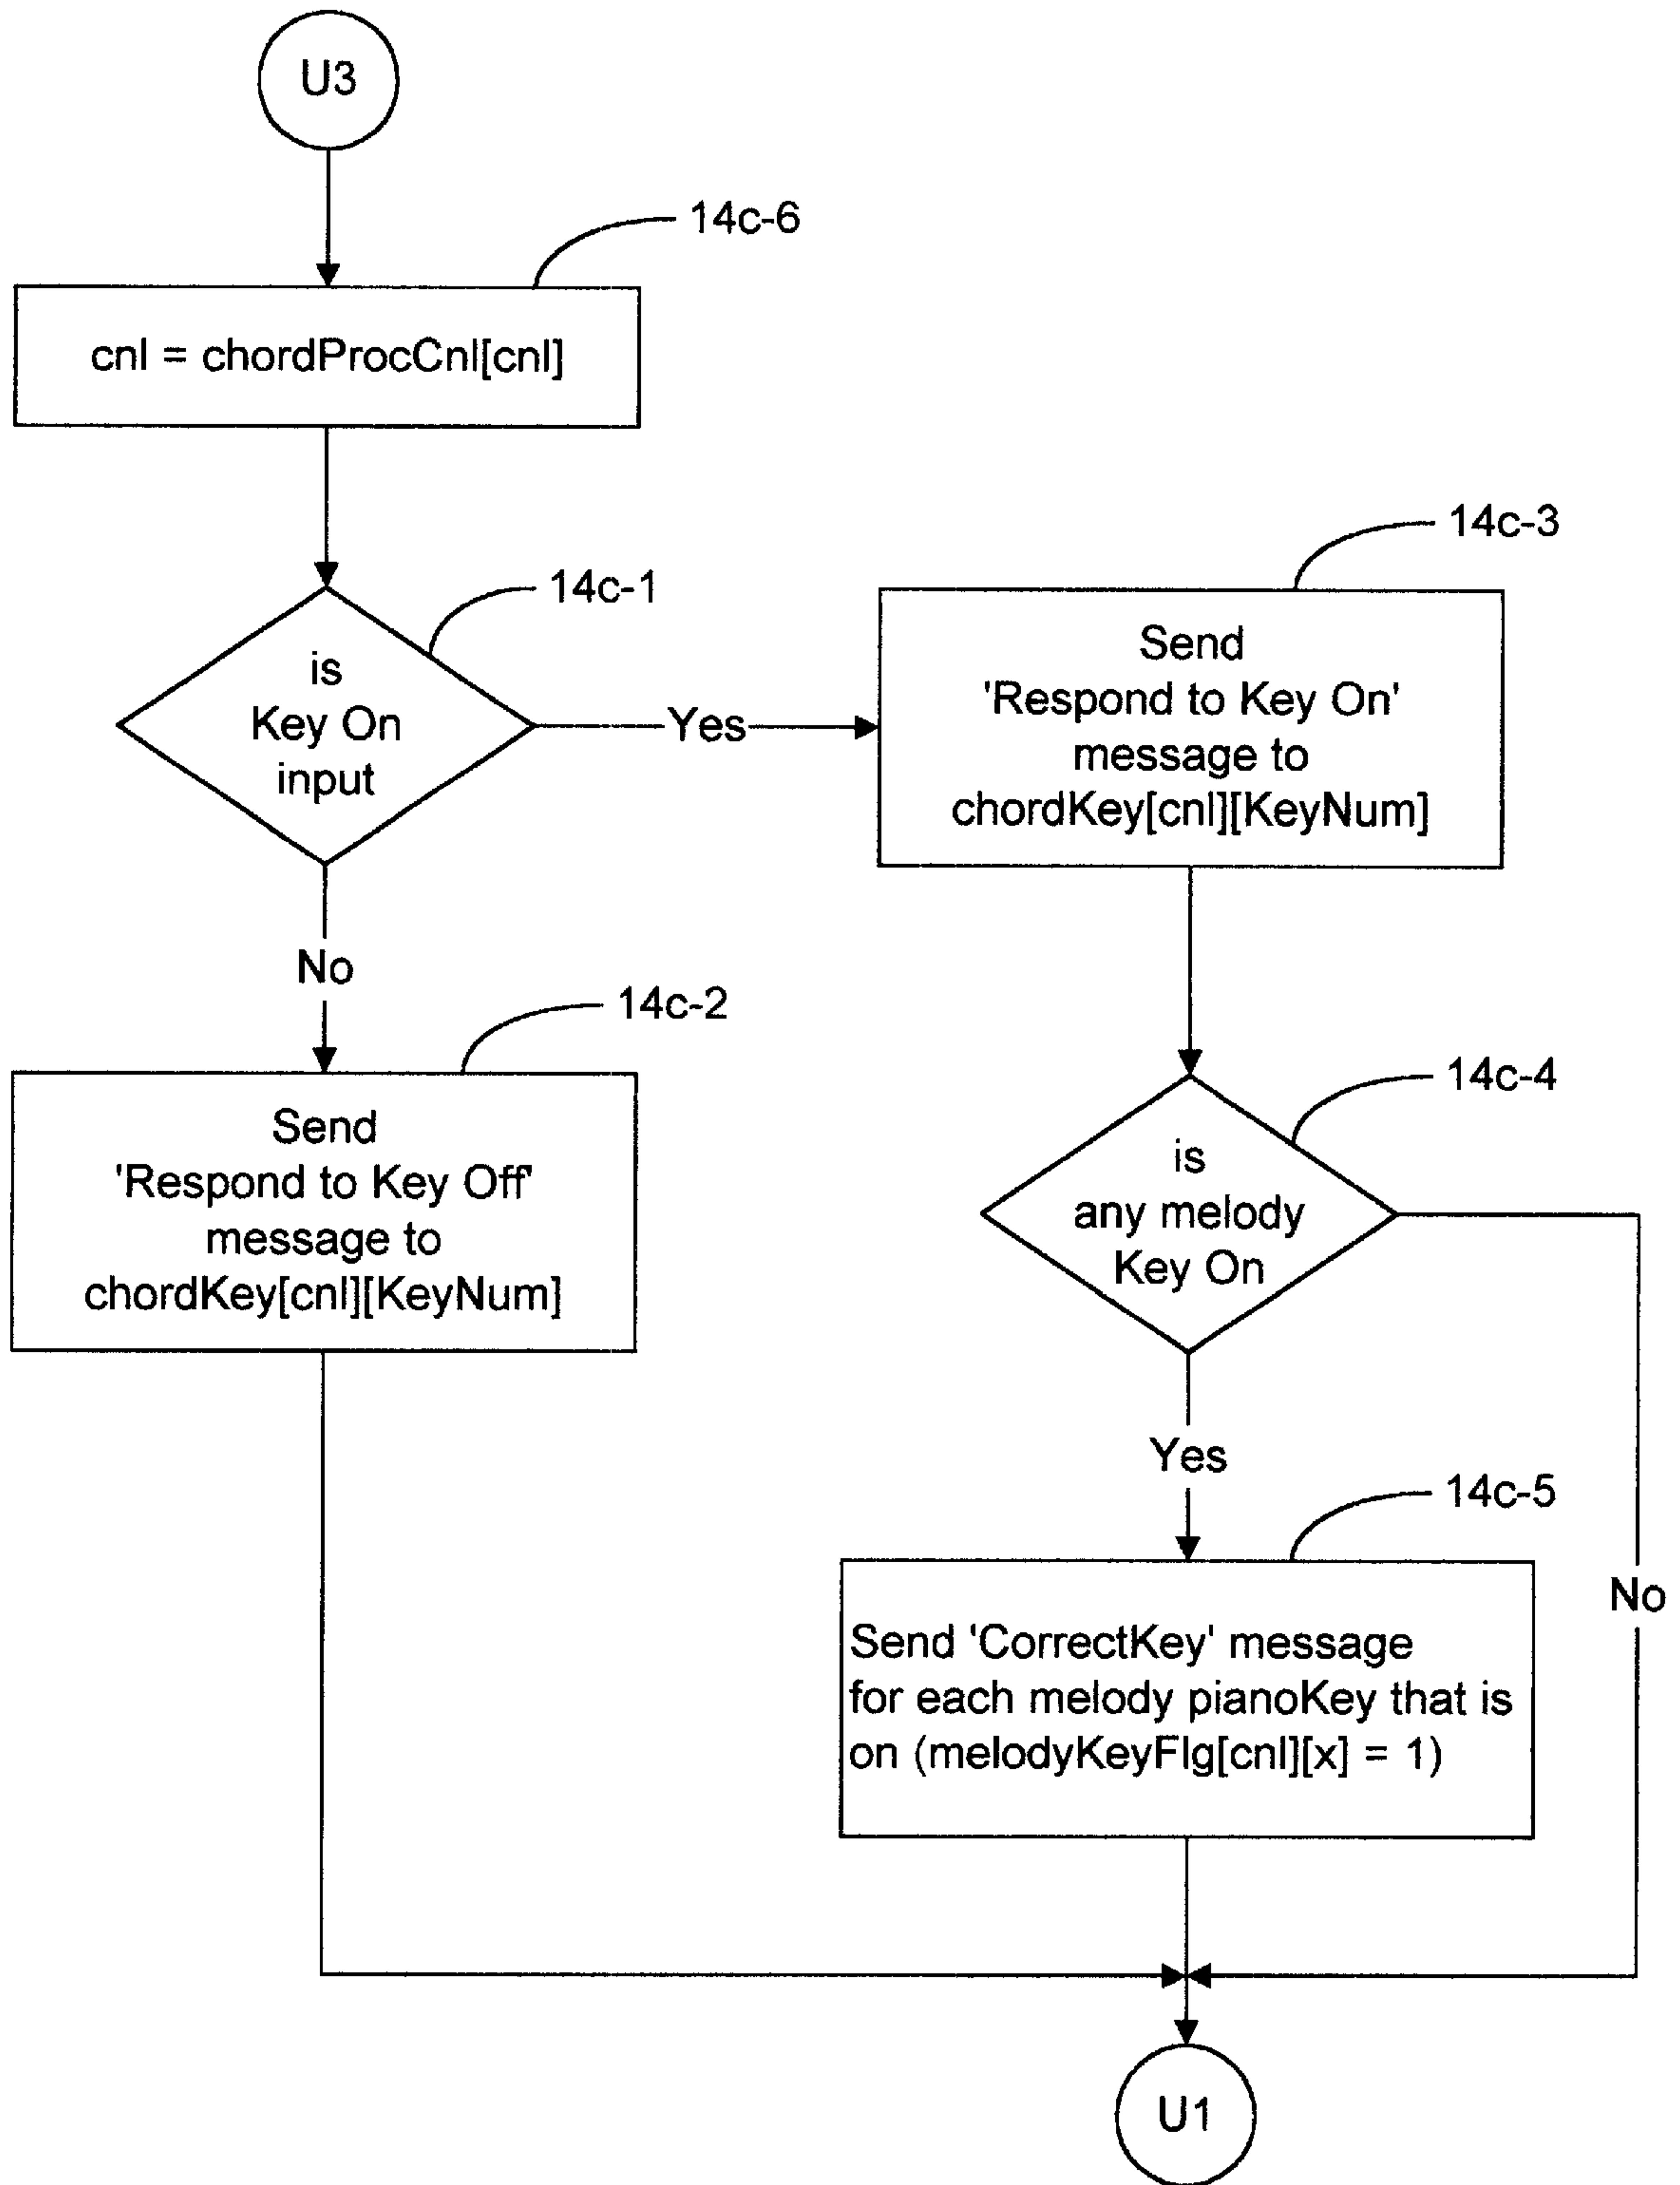 U3
14c-6
cnl = chordProcCnl[cnl]
14c-1
is
Key On
input
Yes
14c-3
Send
'Respond to Key On'
message to
chordKey[cnl][KeyNum]
No
14c-2
Send
'Respond to Key Off'
message to
chordKey[cnl][KeyNum]
14c-4
is
any melody
Key On
Yes
No
14c-5
Send 'CorrectKey' message
for each melody pianoKey that is
on (melodyKeyFlg[cnl][x] = 1)
U1